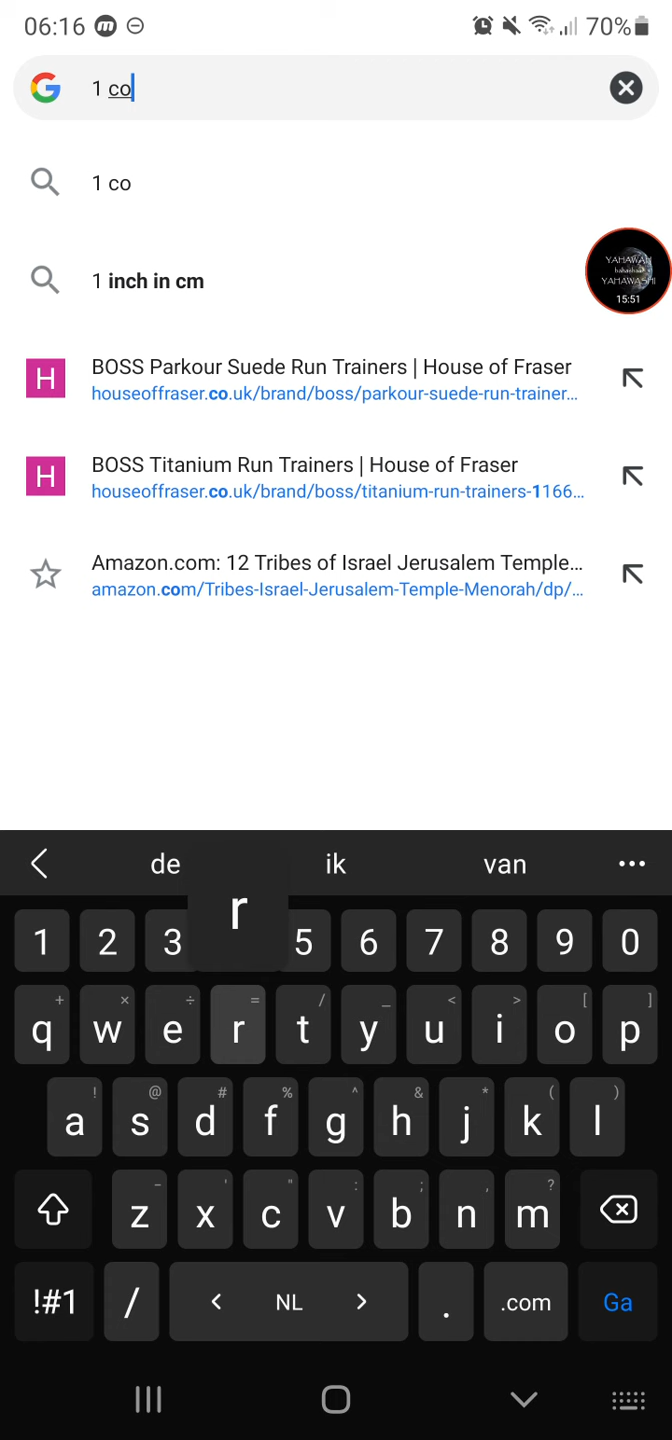 06:16 70%
1 co
1 co
1 inch in cm
YAHAWAH
bahasham
YAHAWASHI
15:51
H
BOSS Parkour Suede Run Trainers | House of Fraser
houseoffraser.co.uk/brand/boss/parkour-suede-run-trainer...
H
BOSS Titanium Run Trainers | House of Fraser
houseoffraser.co.uk/brand/boss/titanium-run-trainers-1166...
Amazon.com: 12 Tribes of Israel Jerusalem Temple...
amazon.com/Tribes-Israel-Jerusalem-Temple-Menorah/dp/...
de ik van
r
1 2 3 5 6 7 8 9 0
+ × ÷ = / _ < > [ ]
q w e r t y u i o p
! @ # % ^ & * ( )
a s d f g h j k l
- ' " : ; , ?
z x c v b n m
!#1 / < NL > . .com Ga